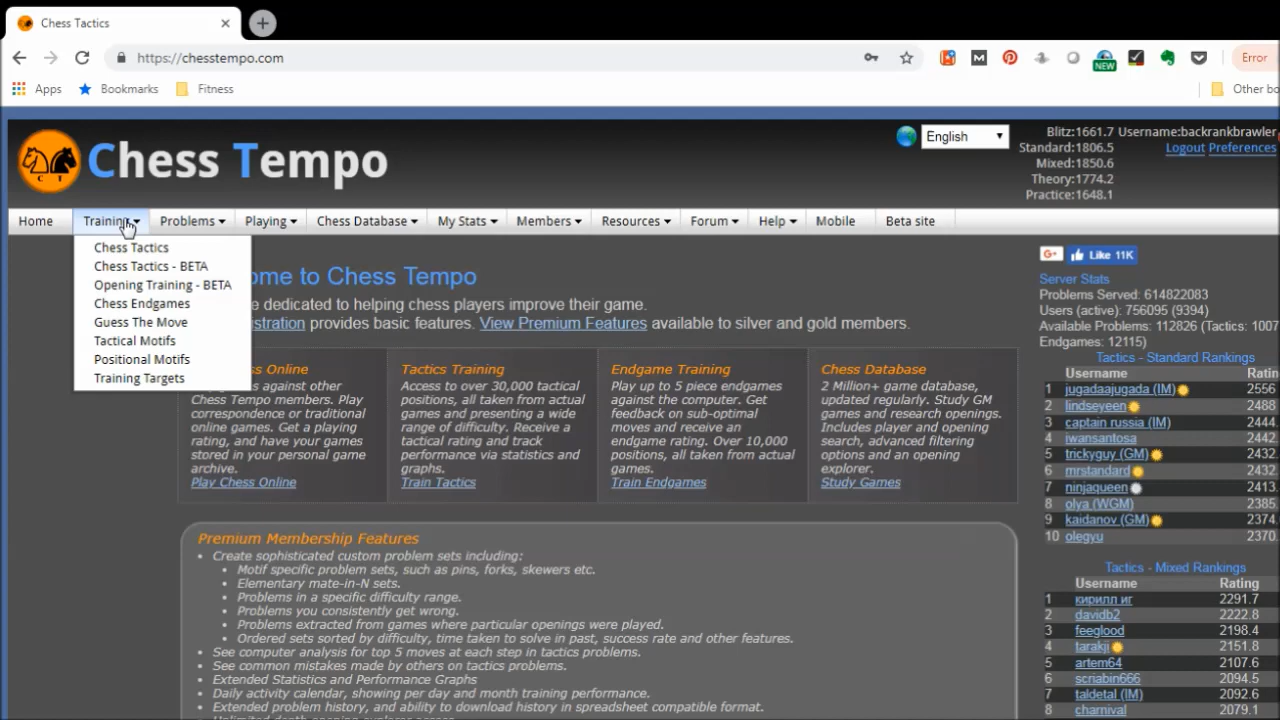 Chess Tactics
https://chesstempo.com
NEW
Error
Apps
Bookmarks
Fitness
Other bo
C T
Chess Tempo
English
Blitz:1661.7 Username:backrankbrawler
Standard:1806.5 Logout Preferences
Mixed:1850.6
Theory:1774.2
Practice:1648.1
Home
Training
Problems
Playing
Chess Database
My Stats
Members
Resources
Forum
Help
Mobile
Beta site
Chess Tactics
Chess Tactics - BETA
Opening Training - BETA
Chess Endgames
Guess The Move
Tactical Motifs
Positional Motifs
Training Targets
ome to Chess Tempo
e dedicated to helping chess players improve their game.
istration provides basic features. View Premium Features available to silver and gold members.
ss Online
s against other
Chess Tempo members. Play
correspondence or traditional
online games. Get a playing
rating, and have your games
stored in your personal game
archive.
Play Chess Online
Tactics Training
Access to over 30,000 tactical
positions, all taken from actual
games and presenting a wide
range of difficulty. Receive a
tactical rating and track
performance via statistics and
graphs.
Train Tactics
Endgame Training
Play up to 5 piece endgames
against the computer. Get
feedback on sub-optimal
moves and receive an
endgame rating. Over 10,000
positions, all taken from actual
games.
Train Endgames
Chess Database
2 Million+ game database,
updated regularly. Study GM
games and research openings.
Includes player and opening
search, advanced filtering
options and an opening
explorer.
Study Games
Premium Membership Features
• Create sophisticated custom problem sets including:
• Motif specific problem sets, such as pins, forks, skewers etc.
• Elementary mate-in-N sets.
• Problems in a specific difficulty range.
• Problems you consistently get wrong.
• Problems extracted from games where particular openings were played.
• Ordered sets sorted by difficulty, time taken to solve in past, success rate and other features.
• See computer analysis for top 5 moves at each step in tactics problems.
• See common mistakes made by others on tactics problems.
• Extended Statistics and Performance Graphs
• Daily activity calendar, showing per day and month training performance.
• Extended problem history, and ability to download history in spreadsheet compatible format.
G+
Like 11K
Server Stats
Problems Served: 614822083
Users (active): 756095 (9394)
Available Problems: 112826 (Tactics: 1007
Endgames: 12115)
Tactics - Standard Rankings
Username Ratin
1 jugadaajugada (IM) 2556
2 lindseyeen 2488
3 captain russia (IM) 2444.
4 iwansantosa 2442.
5 trickyguy (GM) 2432.
6 mrstandard 2432
7 ninjaqueen 2413.
8 olya (WGM) 2385.
9 kaidanov (GM) 2374.
10 olegyu 2370.
Tactics - Mixed Rankings
Username Rating
1 кирилл иг 2291.7
2 davidb2 2222.8
3 feeglood 2198.4
4 tarakji 2151.8
5 artem64 2107.6
6 scriabin666 2094.5
7 taldetal (IM) 2092.6
8 charnival 2079.1